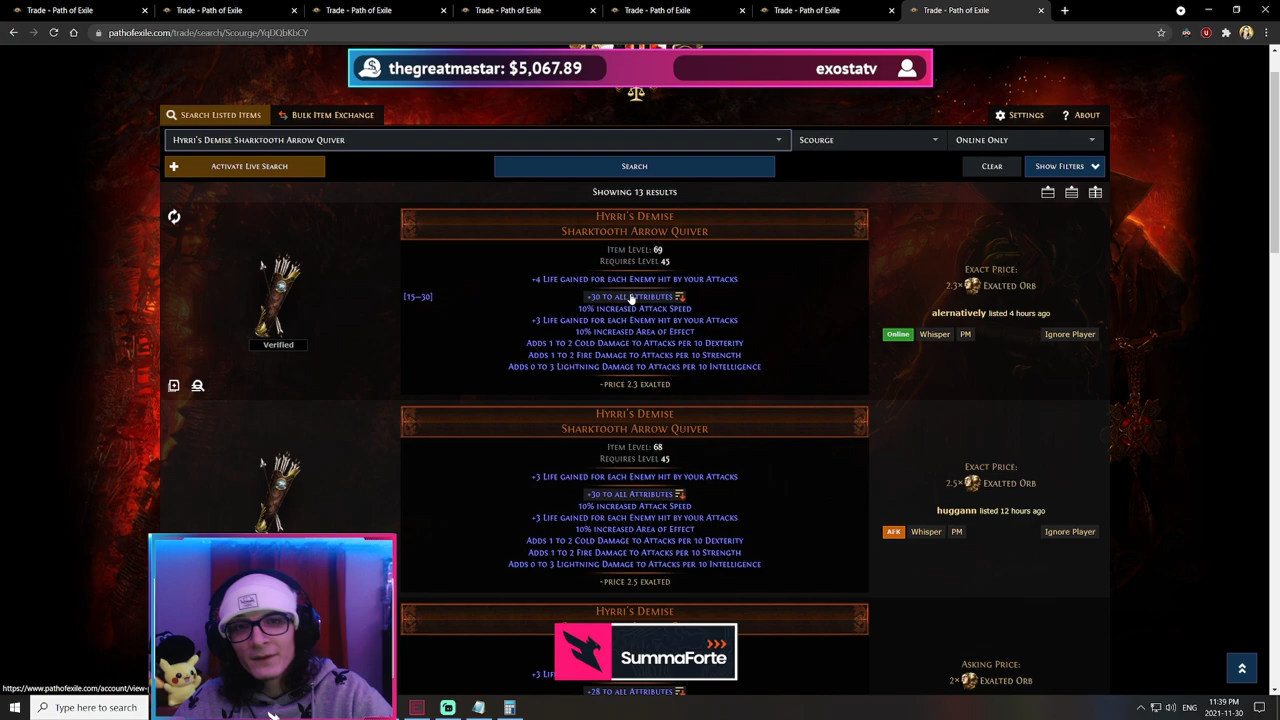 Trade - Path of Exile
Trade - Path of Exile
Trade - Path of Exile
Trade - Path of Exile
Trade - Path of Exile
Trade - Path of Exile
pathofexile.com/trade/search/Scourge/YqDQbKbCY
thegreatmastar: $5,067.89
exostatv
Search Listed Items
Bulk Item Exchange
Settings
? About
Hyrri's Demise Sharktooth Arrow Quiver
Scourge
Online Only
Activate Live Search
Search
Clear
Show Filters
Showing 13 results
Hyrri's Demise
Sharktooth Arrow Quiver
Item Level: 69
Requires Level 45
+4 Life gained for each Enemy hit by your Attacks
[15—30]
+30 to all Attributes
10% increased Attack Speed
+3 Life gained for each Enemy hit by your Attacks
10% increased Area of Effect
Adds 1 to 2 Cold Damage to Attacks per 10 Dexterity
Adds 1 to 2 Fire Damage to Attacks per 10 Strength
Adds 0 to 3 Lightning Damage to Attacks per 10 Intelligence
~price 2.3 exalted
Verified
Exact Price:
2.3× Exalted Orb
alernatively listed 4 hours ago
Online
Whisper
PM
Ignore Player
Hyrri's Demise
Sharktooth Arrow Quiver
Item Level: 68
Requires Level 45
+3 Life gained for each Enemy hit by your Attacks
+30 to all Attributes
10% increased Attack Speed
+3 Life gained for each Enemy hit by your Attacks
10% increased Area of Effect
Adds 1 to 2 Cold Damage to Attacks per 10 Dexterity
Adds 1 to 2 Fire Damage to Attacks per 10 Strength
Adds 0 to 3 Lightning Damage to Attacks per 10 Intelligence
~price 2.5 exalted
Exact Price:
2.5× Exalted Orb
huggann listed 12 hours ago
AFK
Whisper
PM
Ignore Player
Hyrri's Demise
SummaForte
+3 Lif
+28 to all Attributes
Asking Price:
2× Exalted Orb
https://www.pathofexile.com/account/view-p
Type here to search
ENG
11:39 PM
2021-11-30